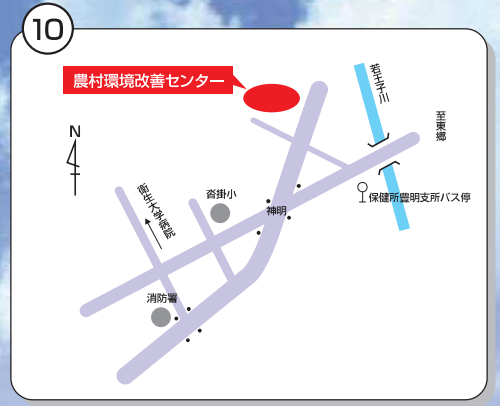 10
農村環境改善センター
若王子川
至東郷
N
衛生大学病院
沓掛小
神明
保健所豊明支所バス停
消防署